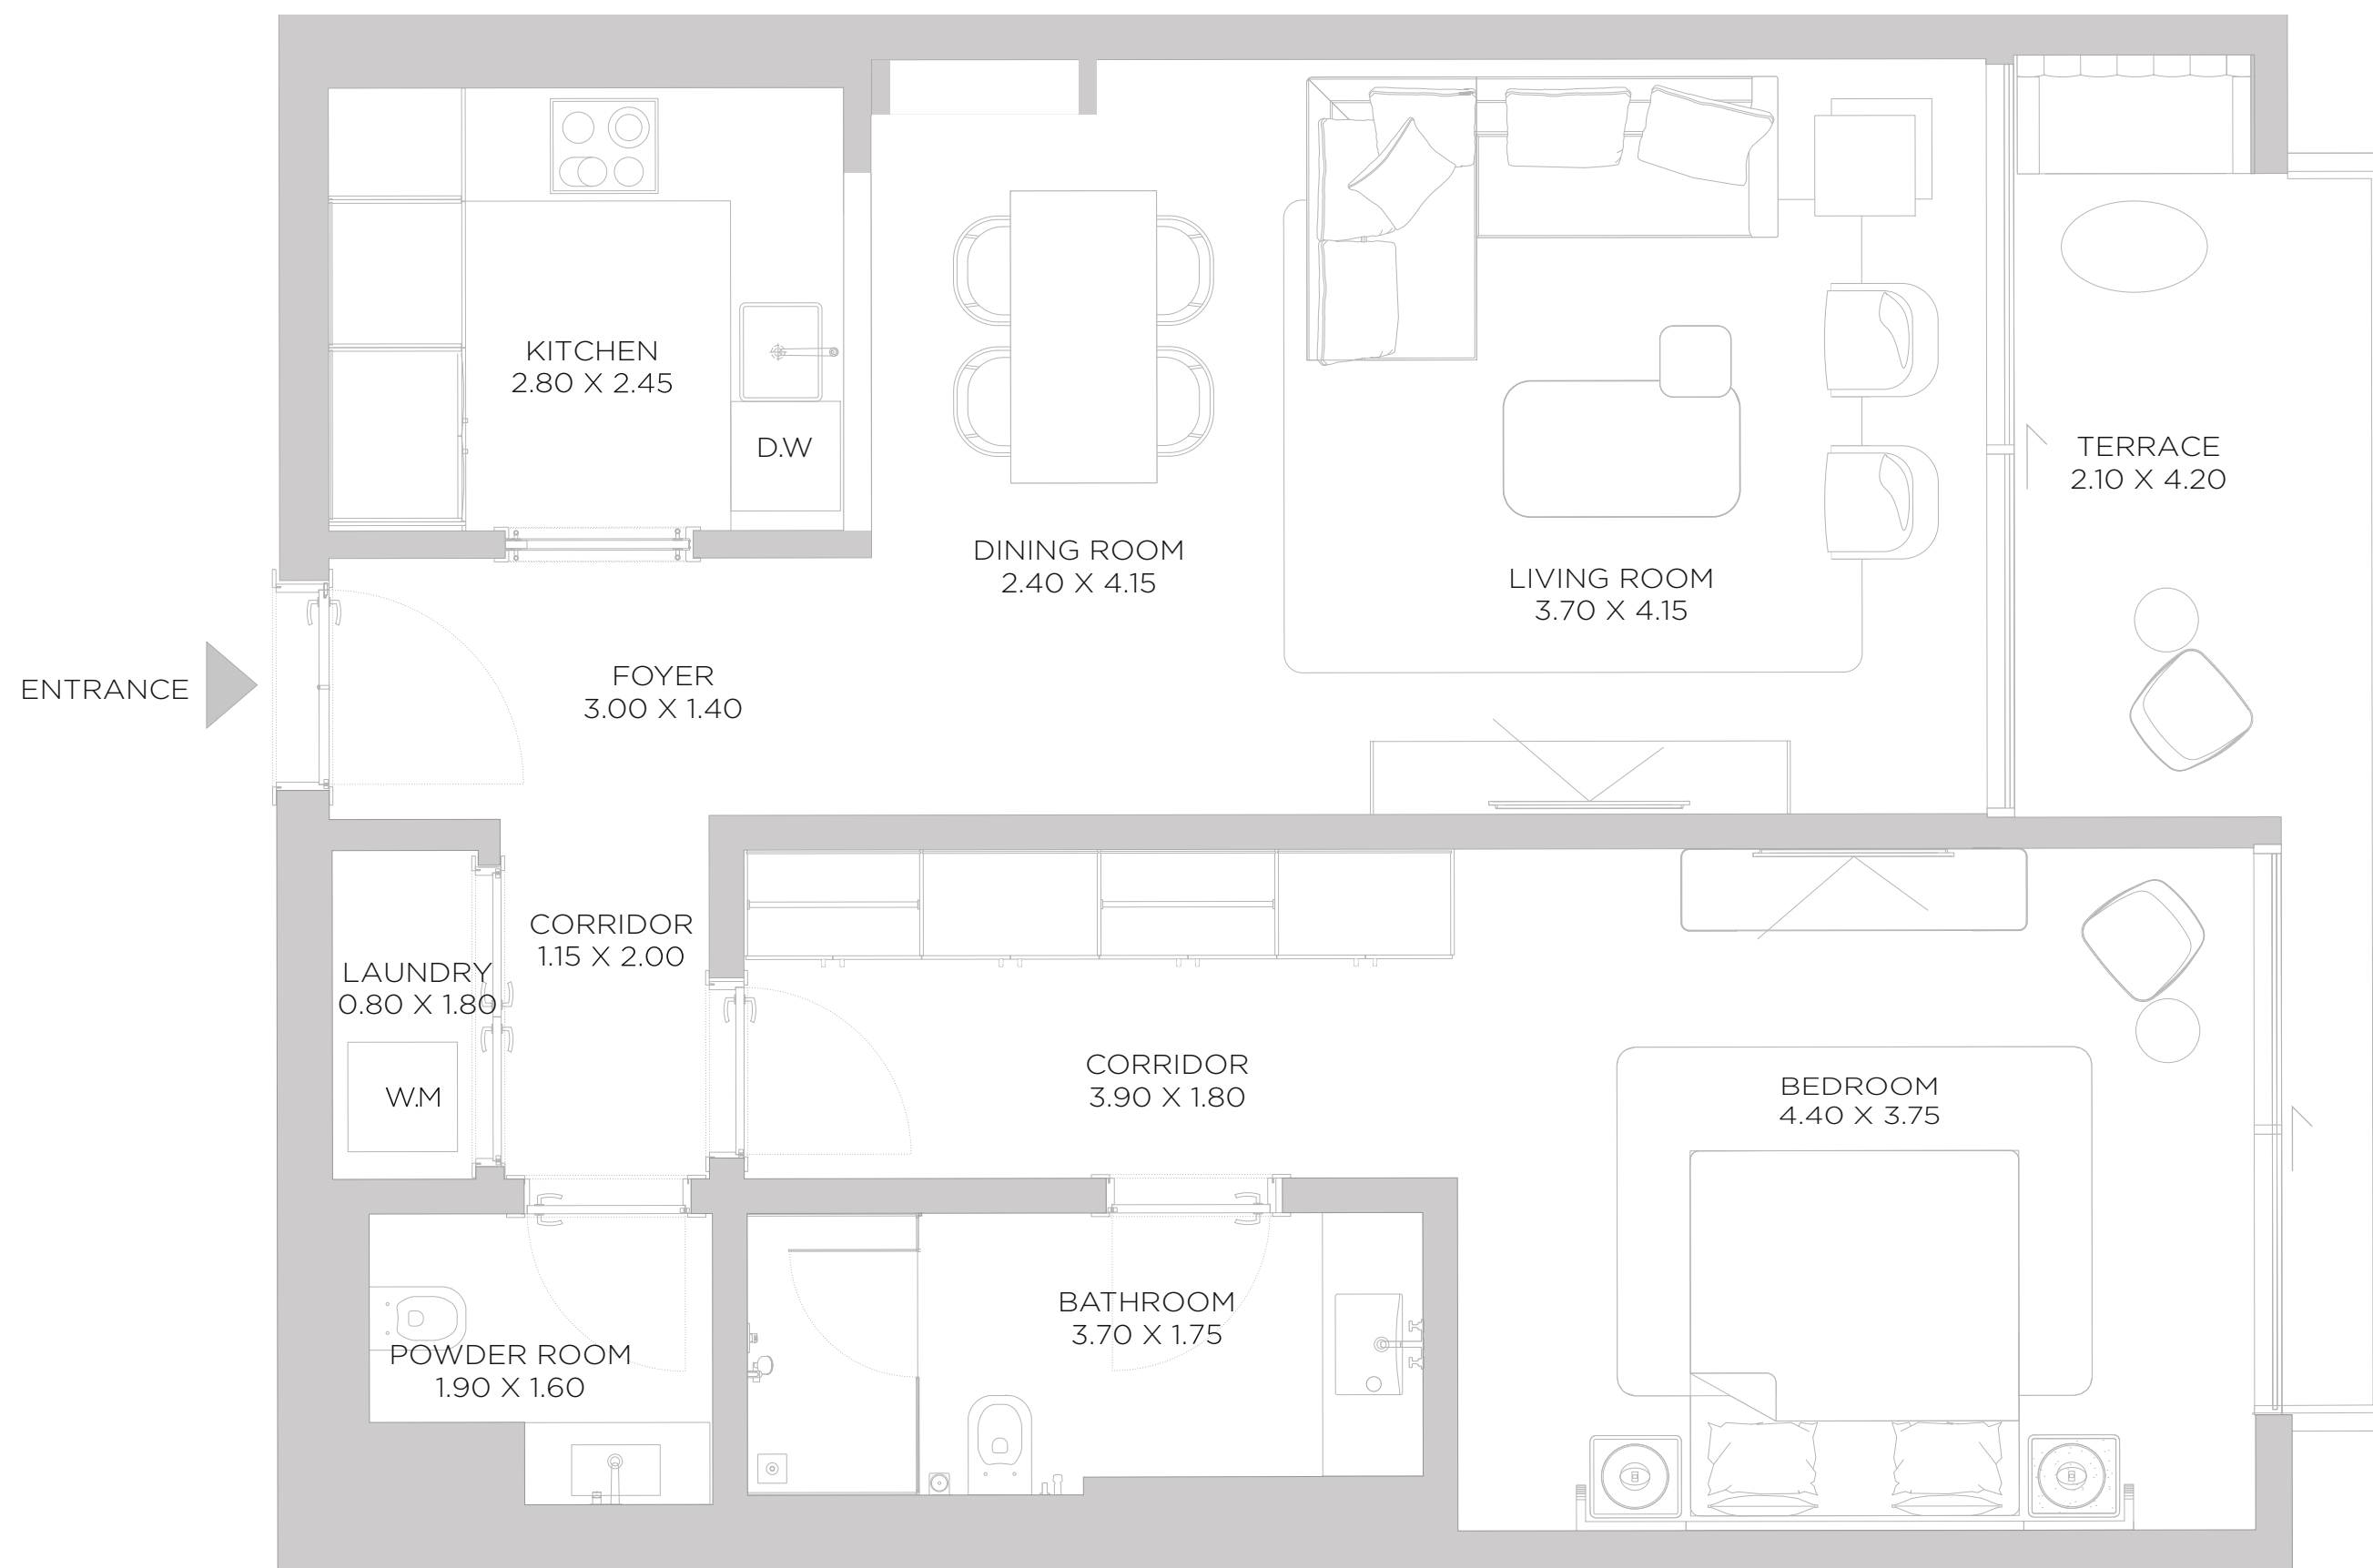 KITCHEN
2.80 X 2.45
D.W
TERRACE
2.10 X 4.20
DINING ROOM
2.40 X 4.15
LIVING ROOM
3.70 X 4.15
ENTRANCE
FOYER
3.00 X 1.40
CORRIDOR
1.15 X 2.00
LAUNDRY
0.80 X 1.80
W.M
CORRIDOR
3.90 X 1.80
BEDROOM
4.40 X 3.75
BATHROOM
3.70 X 1.75
POWDER ROOM
1.90 X 1.60